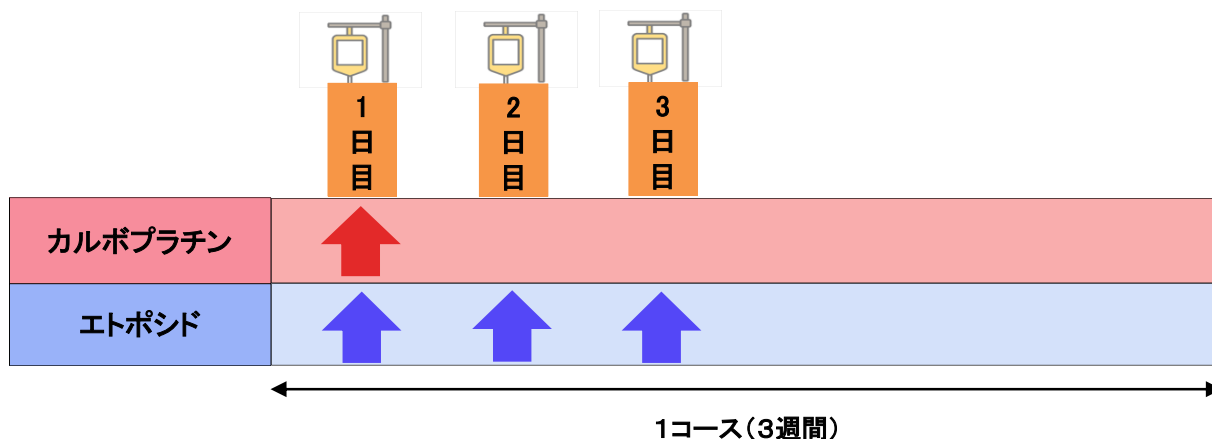 1日目
2日目
3日目
カルボプラチン
エトポシド
1コース(3週間)